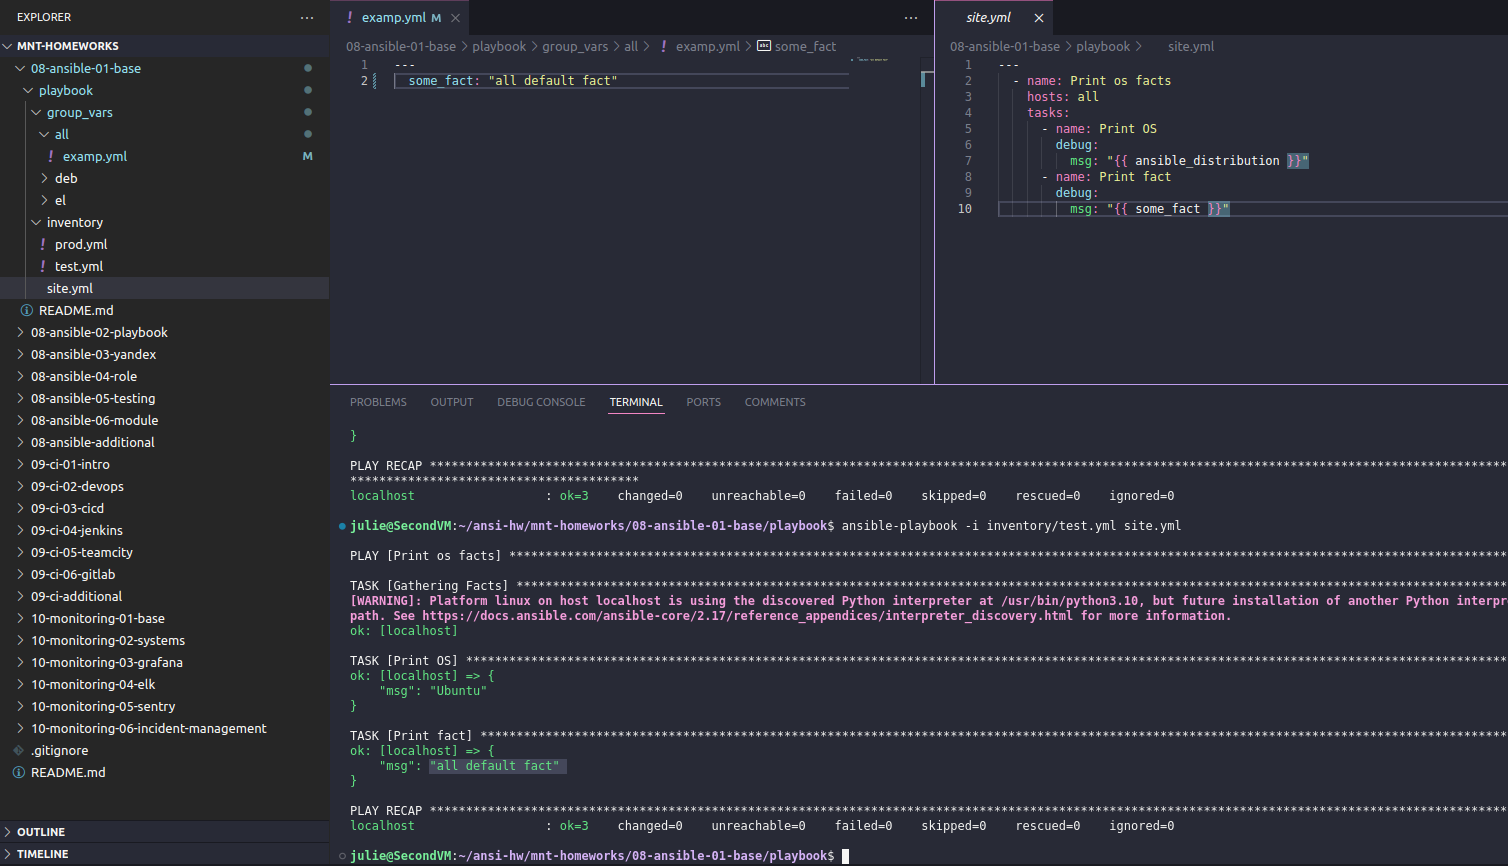 EXPLORER ...
MNT-HOMEWORKS
08-ansible-01-base
playbook
group_vars
all
! examp.yml M
deb
el
inventory
! prod.yml
! test.yml
site.yml
README.md
08-ansible-02-playbook
08-ansible-03-yandex
08-ansible-04-role
08-ansible-05-testing
08-ansible-06-module
08-ansible-additional
09-ci-01-intro
09-ci-02-devops
09-ci-03-cicd
09-ci-04-jenkins
09-ci-05-teamcity
09-ci-06-gitlab
09-ci-additional
10-monitoring-01-base
10-monitoring-02-systems
10-monitoring-03-grafana
10-monitoring-04-elk
10-monitoring-05-sentry
10-monitoring-06-incident-management
.gitignore
README.md
OUTLINE
TIMELINE
! examp.yml M ...
08-ansible-01-base > playbook > group_vars > all > ! examp.yml > some_fact
1 ---
2 some_fact: "all default fact"
site.yml
08-ansible-01-base > playbook > site.yml
1 ---
2 - name: Print os facts
3 hosts: all
4 tasks:
5 - name: Print OS
6 debug:
7 msg: "{{ ansible_distribution }}"
8 - name: Print fact
9 debug:
10 msg: "{{ some_fact }}"
PROBLEMS OUTPUT DEBUG CONSOLE TERMINAL PORTS COMMENTS
}
PLAY RECAP *****************************************************************************************************************************************************
****************************************
localhost : ok=3 changed=0 unreachable=0 failed=0 skipped=0 rescued=0 ignored=0
julie@SecondVM:~/ansi-hw/mnt-homeworks/08-ansible-01-base/playbook$ ansible-playbook -i inventory/test.yml site.yml
PLAY [Print os facts] ******************************************************************************************************************************************
TASK [Gathering Facts] *****************************************************************************************************************************************
[WARNING]: Platform linux on host localhost is using the discovered Python interpreter at /usr/bin/python3.10, but future installation of another Python interpre
path. See https://docs.ansible.com/ansible-core/2.17/reference_appendices/interpreter_discovery.html for more information.
ok: [localhost]
TASK [Print OS] ************************************************************************************************************************************************
ok: [localhost] => {
"msg": "Ubuntu"
}
TASK [Print fact] **********************************************************************************************************************************************
ok: [localhost] => {
"msg": "all default fact"
}
PLAY RECAP *****************************************************************************************************************************************************
localhost : ok=3 changed=0 unreachable=0 failed=0 skipped=0 rescued=0 ignored=0
julie@SecondVM:~/ansi-hw/mnt-homeworks/08-ansible-01-base/playbook$